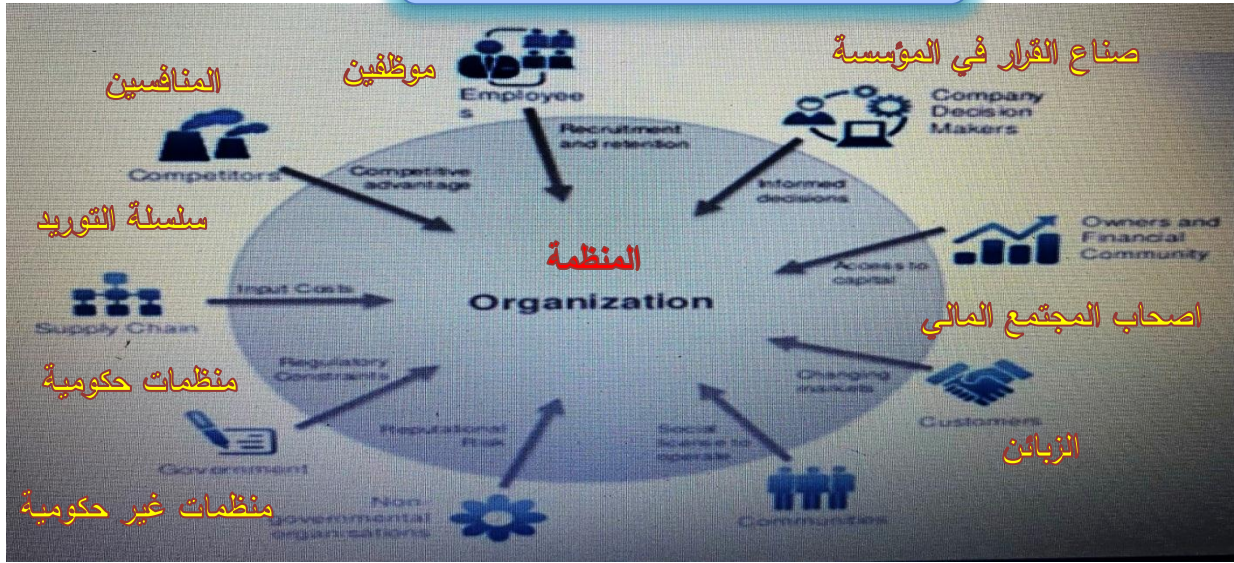 صناع القرار في المؤسسة
موظفين
المنافسين
Employee
s
Company
Decision
Makers
Recruitment
and retention
Competitors
Competitive
advantage
Informed
decisions
سلسلة التوريد
Owners and
Financial
Community
المنظمة
Access to
capital
Input Costs
Organization
Supply Chain
اصحاب المجتمع المالي
منظمات حكومية
Regulatory
Constraints
Changing
markets
Customers
Reputational
Risk
Social
license to
operate
الزبائن
Government
منظمات غير حكومية
Non-
governmental
organisations
Communities